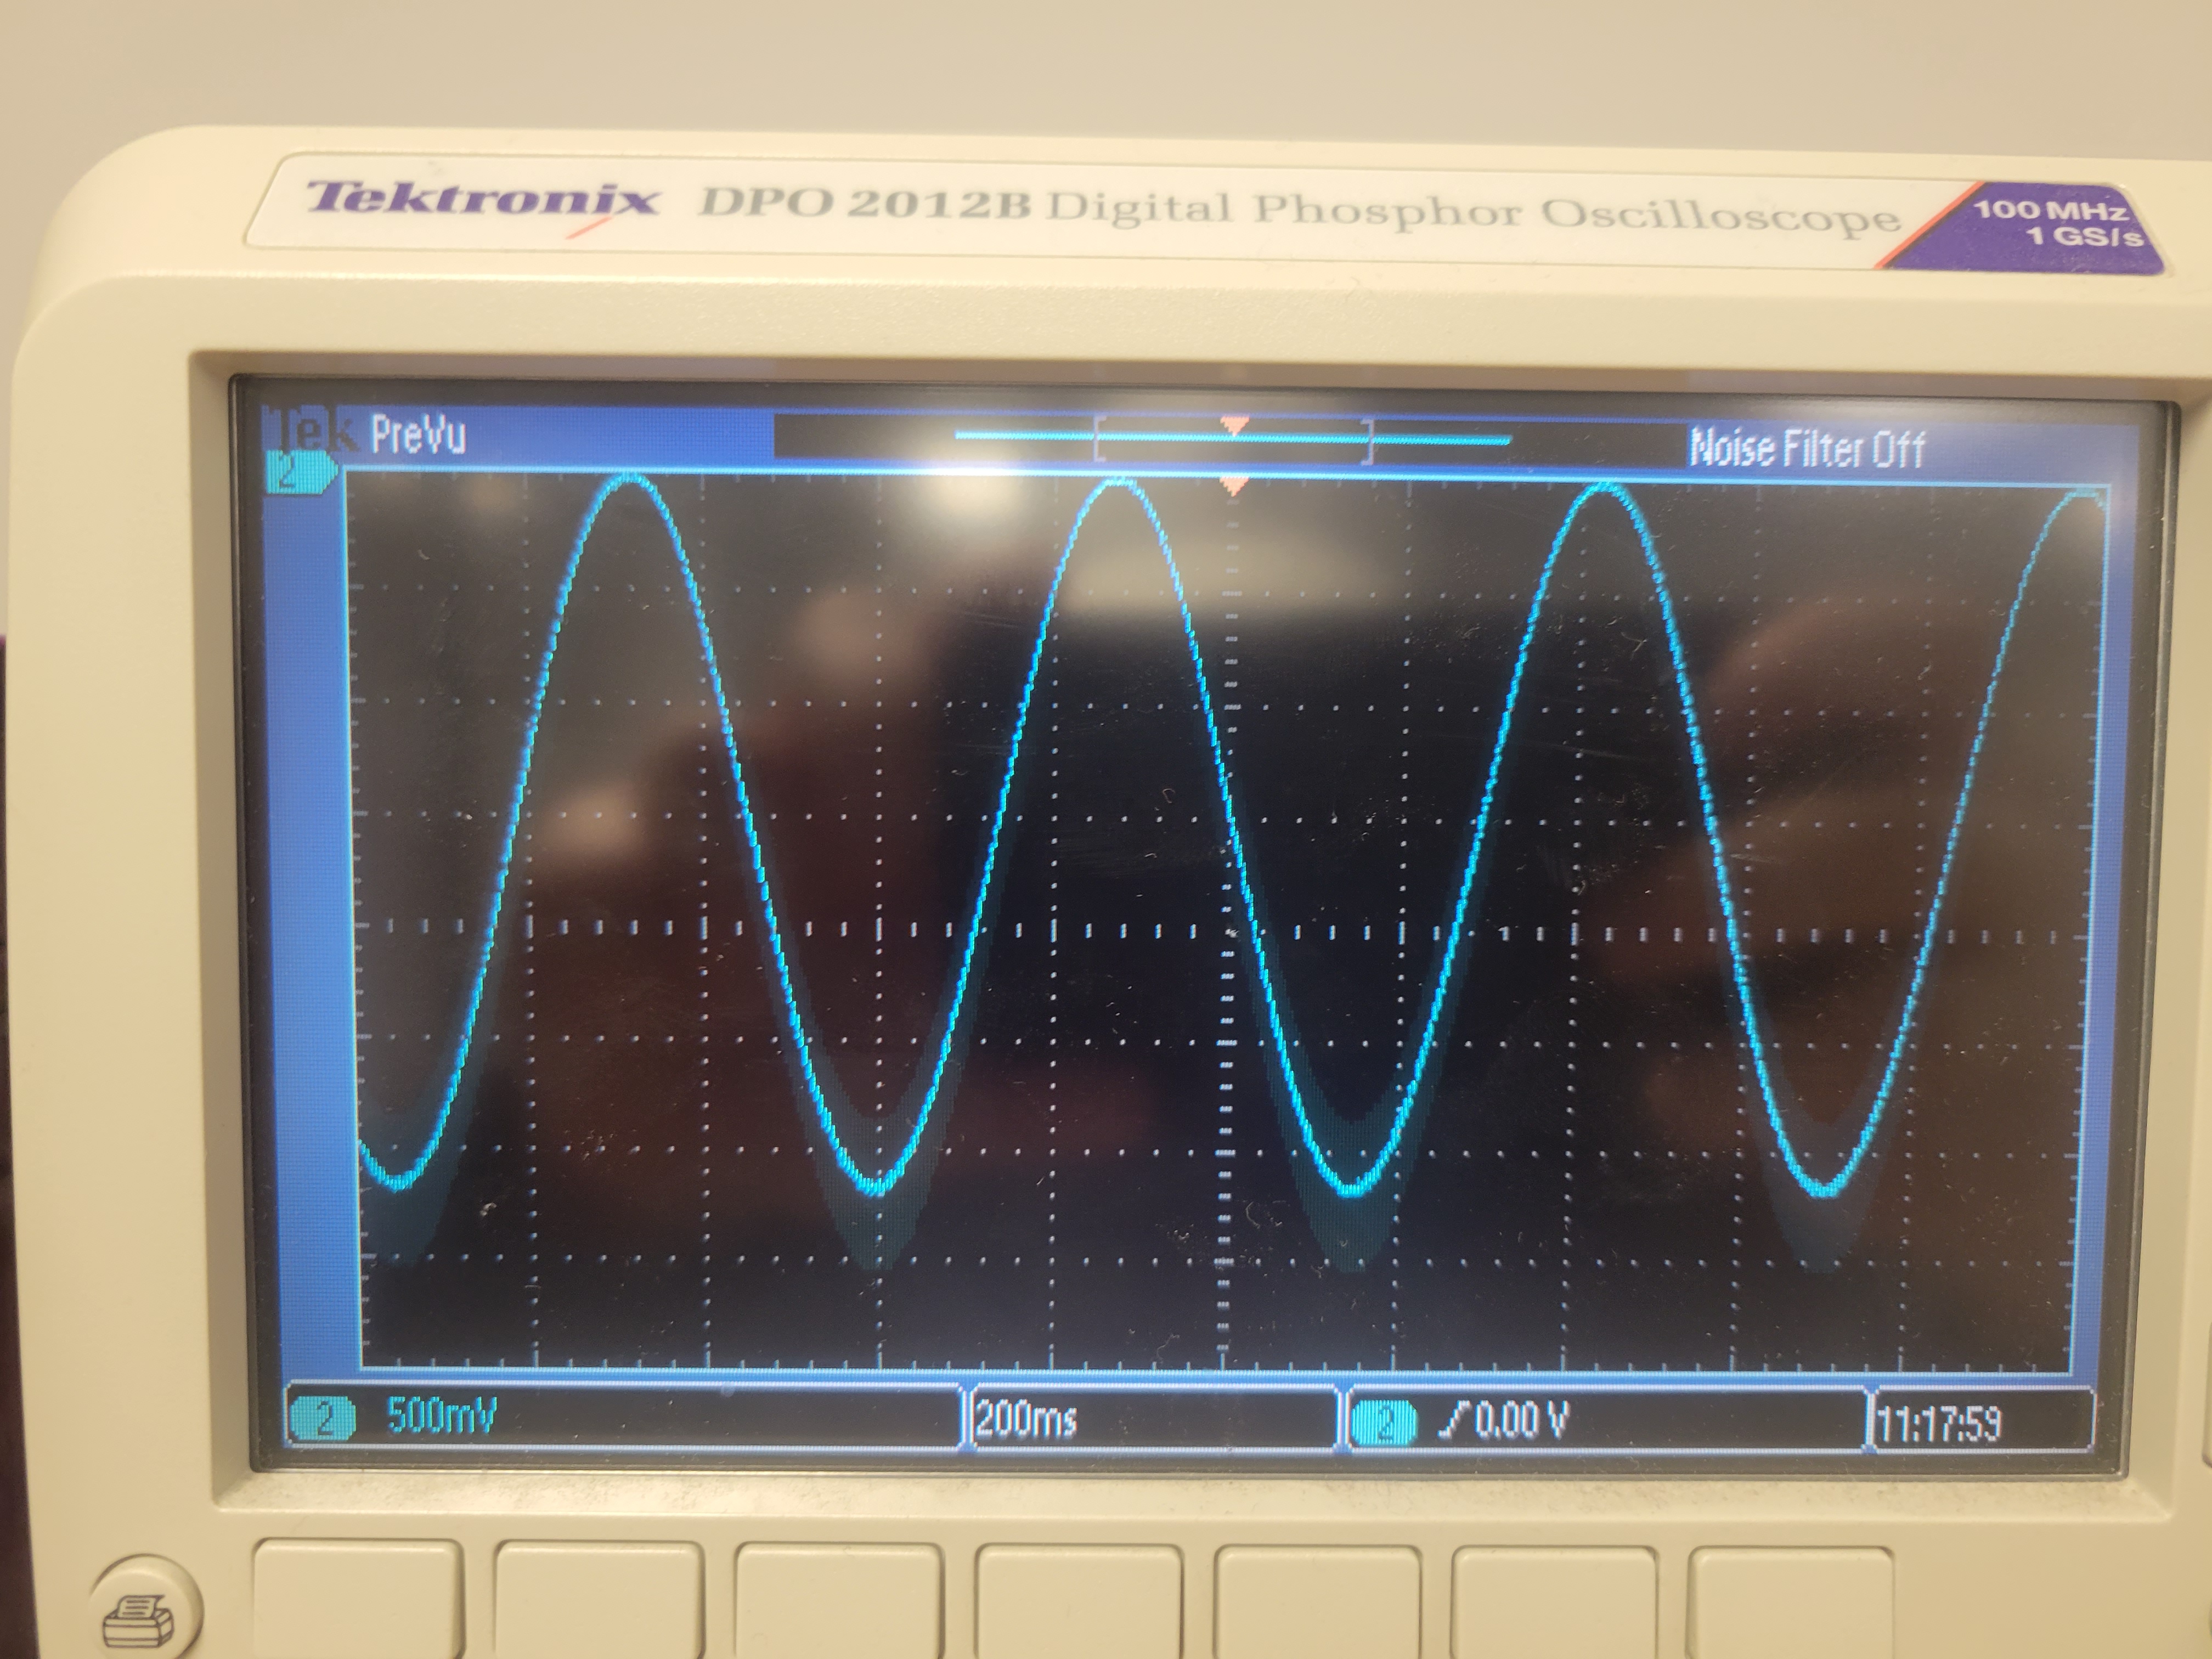 Tektronix DPO 2012B Digital Phosphor Oscilloscope
100 MHz
1 GS/s
Tek PreVu
Noise Filter Off
2
2 500mV 200ms 2 0.00 V 11:17:59